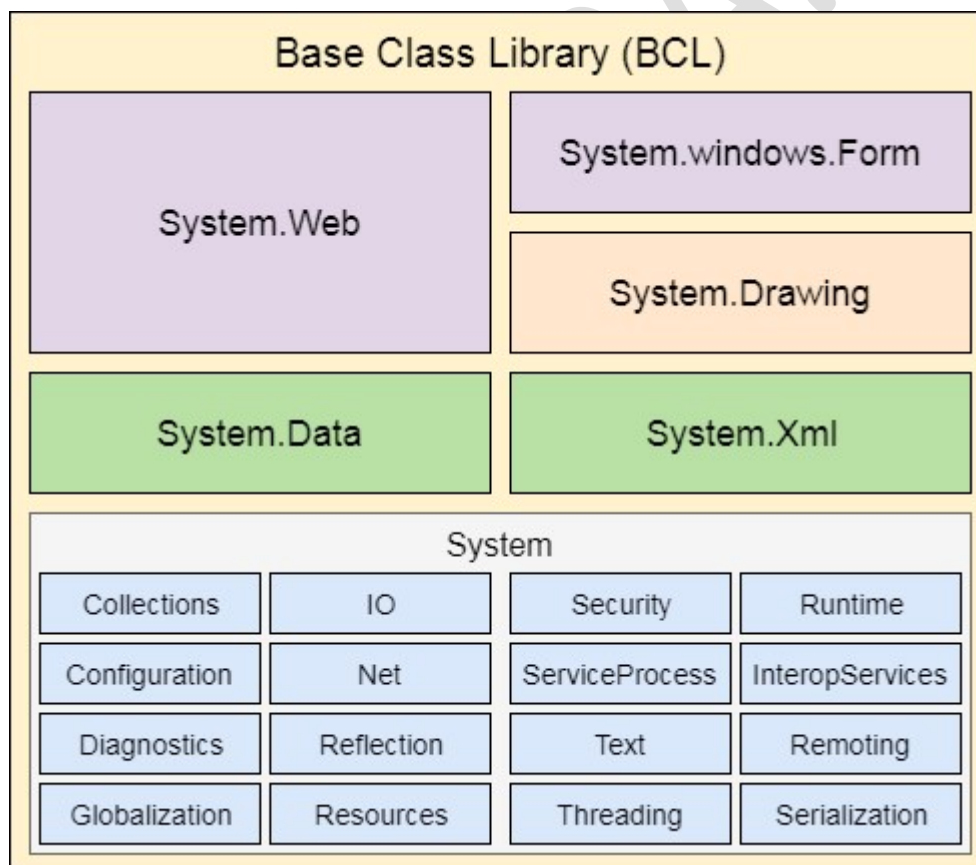 Base Class Library (BCL)
System.Web
System.windows.Form
System.Drawing
System.Data
System.Xml
System
Collections
IO
Security
Runtime
Configuration
Net
ServiceProcess
InteropServices
Diagnostics
Reflection
Text
Remoting
Globalization
Resources
Threading
Serialization